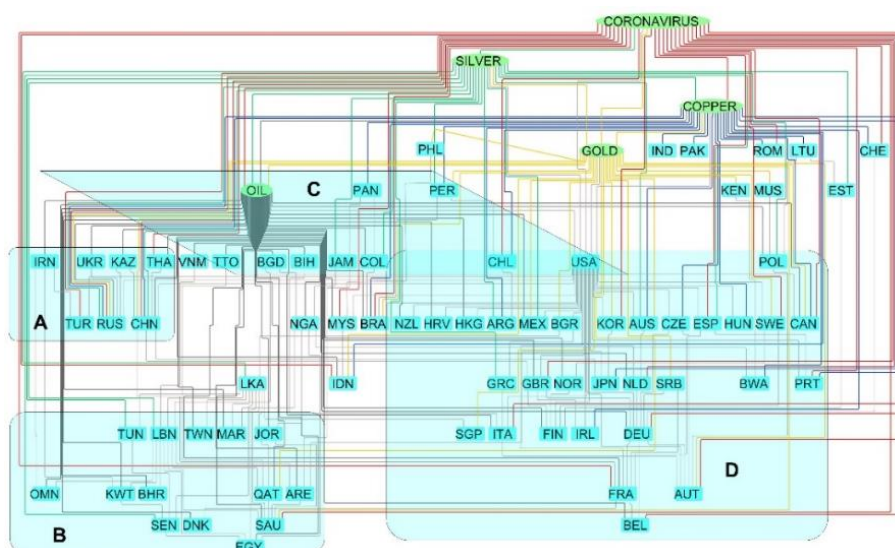 CORONAVIRUS
SILVER
COPPER
PHL GOLD IND PAK ROM LTU CHE
OIL C PAN PER KEN MUS EST
IRN UKR KAZ THA VNM TTO BGD BIH JAM COL CHL USA POL
A TUR RUS CHN NGA MYS BRA NZL HRV HKG ARG MEX BGR KOR AUS CZE ESP HUN SWE CAN
LKA IDN GRC GBR NOR JPN NLD SRB BWA PRT
TUN LBN TWN MAR JOR SGP ITA FIN IRL DEU
D
OMN KWT BHR QAT ARE FRA AUT
B SEN DNK SAU BEL
EGY